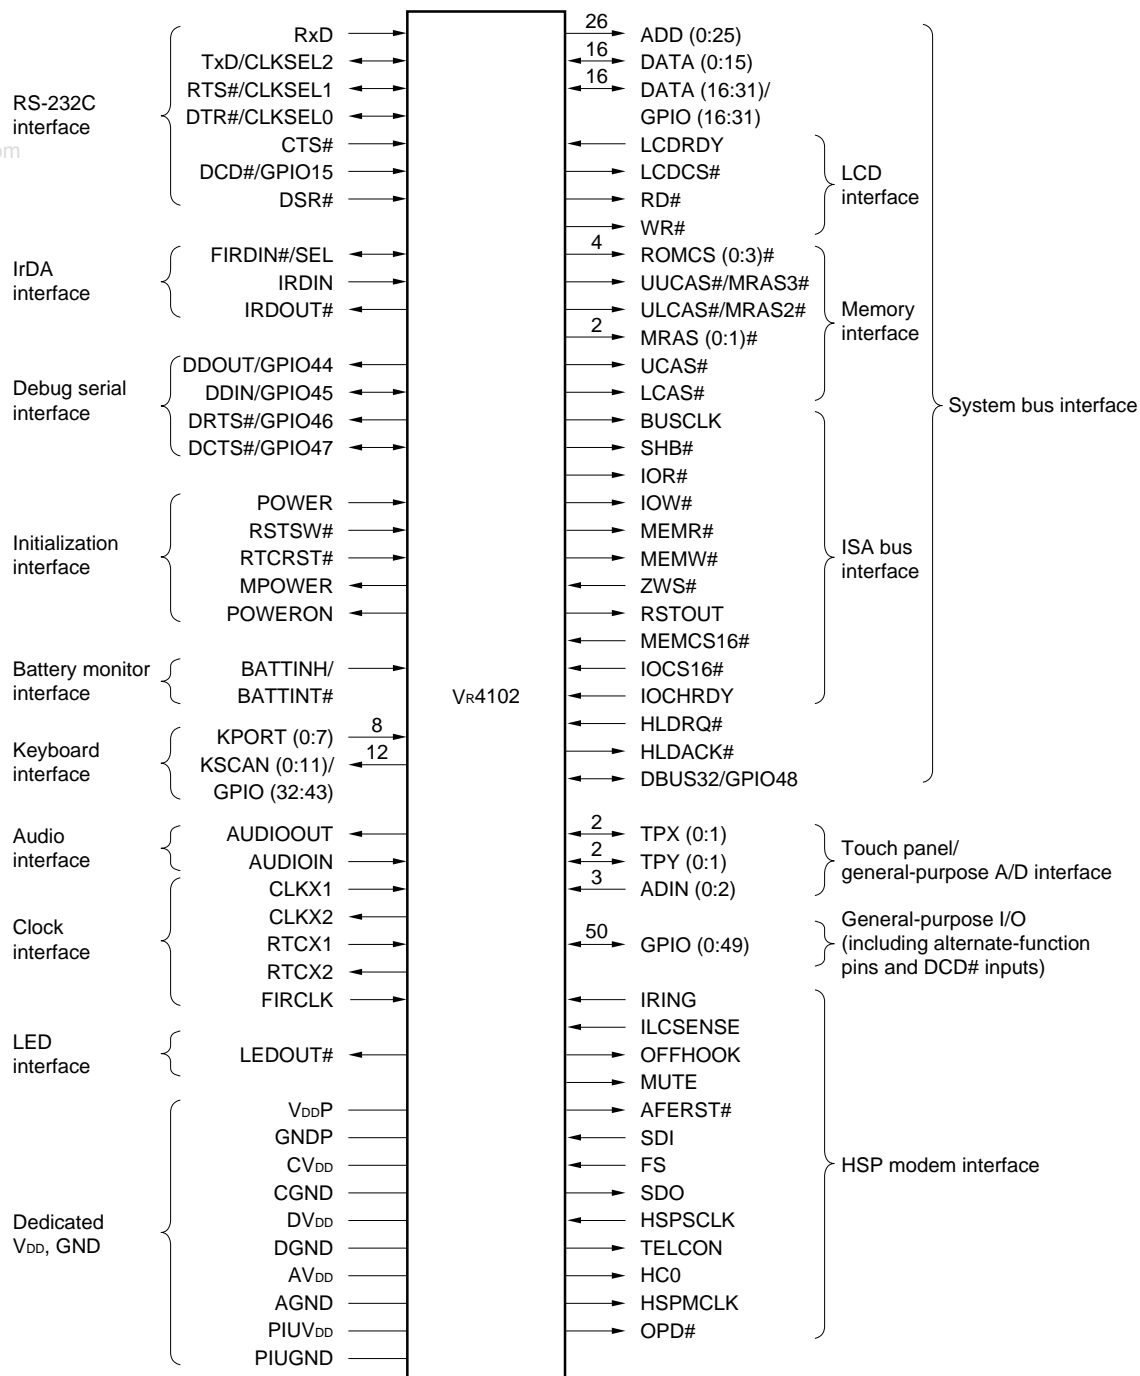 RS-232C
interface
RxD
TxD/CLKSEL2
RTS#/CLKSEL1
DTR#/CLKSEL0
CTS#
DCD#/GPIO15
DSR#
om
IrDA
interface
FIRDIN#/SEL
IRDIN
IRDOUT#
Debug serial
interface
DDOUT/GPIO44
DDIN/GPIO45
DRTS#/GPIO46
DCTS#/GPIO47
Initialization
interface
POWER
RSTSW#
RTCRST#
MPOWER
POWERON
Battery monitor
interface
BATTINH/
BATTINT#
Keyboard
interface
KPORT (0:7)
8
KSCAN (0:11)/
12
GPIO (32:43)
Audio
interface
AUDIOOUT
AUDIOIN
Clock
interface
CLKX1
CLKX2
RTCX1
RTCX2
FIRCLK
LED
interface
LEDOUT#
Dedicated
VDD, GND
VDDP
GNDP
CVDD
CGND
DVDD
DGND
AVDD
AGND
PIUVDD
PIUGND
VR4102
26
ADD (0:25)
16
DATA (0:15)
16
DATA (16:31)/
GPIO (16:31)
LCDRDY
LCDCS#
RD#
WR#
LCD
interface
4
ROMCS (0:3)#
UUCAS#/MRAS3#
ULCAS#/MRAS2#
2
MRAS (0:1)#
UCAS#
LCAS#
Memory
interface
BUSCLK
SHB#
IOR#
IOW#
MEMR#
MEMW#
ZWS#
RSTOUT
MEMCS16#
IOCS16#
IOCHRDY
ISA bus
interface
HLDRQ#
HLDACK#
DBUS32/GPIO48
System bus interface
2
TPX (0:1)
2
TPY (0:1)
3
ADIN (0:2)
Touch panel/
general-purpose A/D interface
50
GPIO (0:49)
General-purpose I/O
(including alternate-function
pins and DCD# inputs)
IRING
ILCSENSE
OFFHOOK
MUTE
AFERST#
SDI
FS
SDO
HSPSCLK
TELCON
HC0
HSPMCLK
OPD#
HSP modem interface